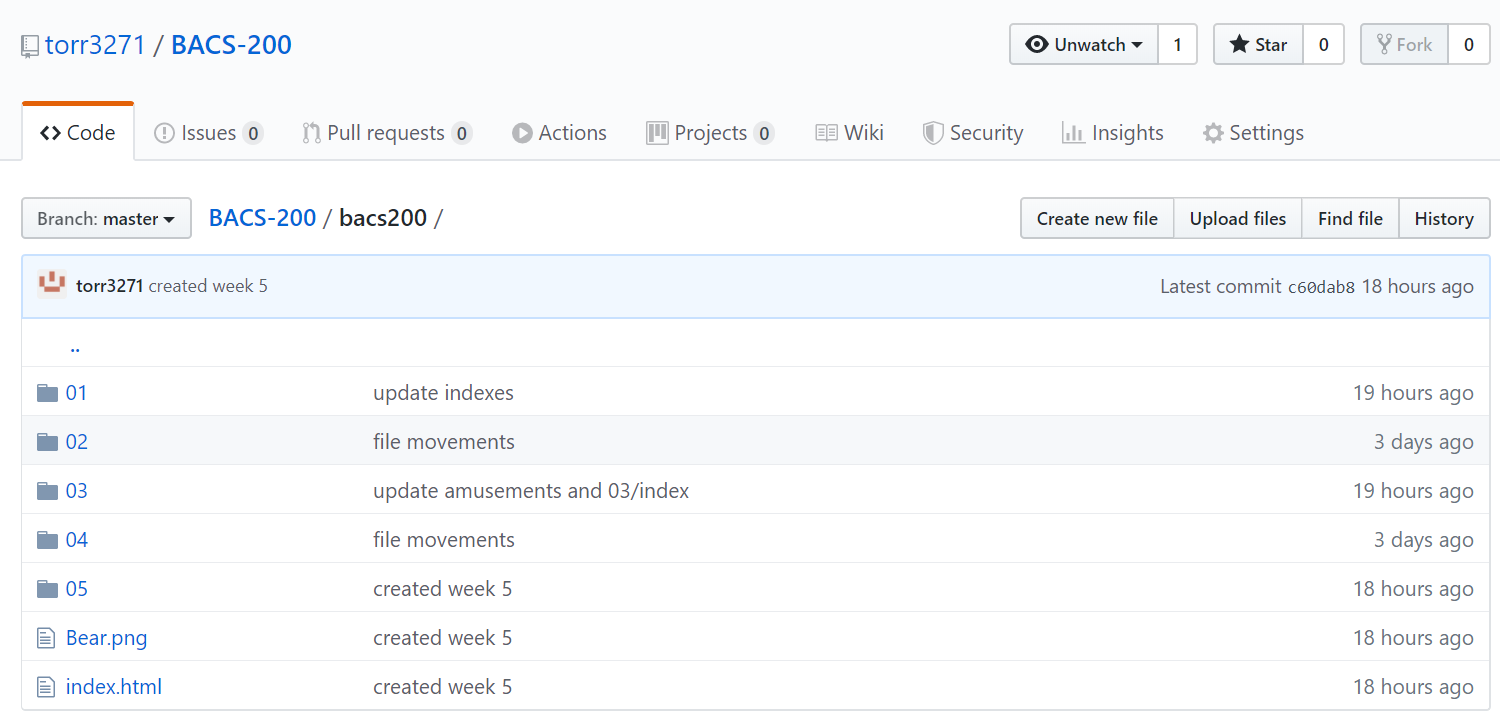 torr3271 / BACS-200 Unwatch 1 Star 0 Fork 0
Code Issues 0 Pull requests 0 Actions Projects 0 Wiki Security Insights Settings
Branch: master BACS-200 / bacs200 / Create new file Upload files Find file History
torr3271 created week 5 Latest commit c60dab8 18 hours ago
..
01 update indexes 19 hours ago
02 file movements 3 days ago
03 update amusements and 03/index 19 hours ago
04 file movements 3 days ago
05 created week 5 18 hours ago
Bear.png created week 5 18 hours ago
index.html created week 5 18 hours ago